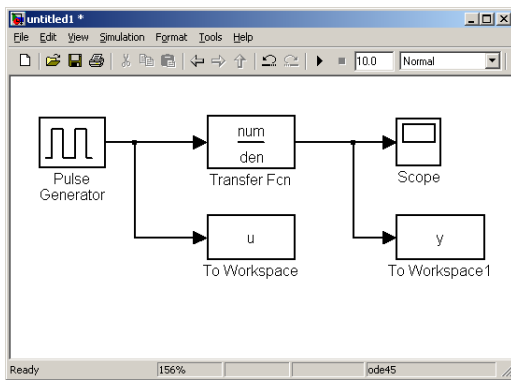 untitled1 *
File Edit View Simulation Format Tools Help
10.0 Normal
num
den
Pulse
Generator
Transfer Fcn
Scope
u
y
To Workspace
To Workspace1
Ready 156% ode45